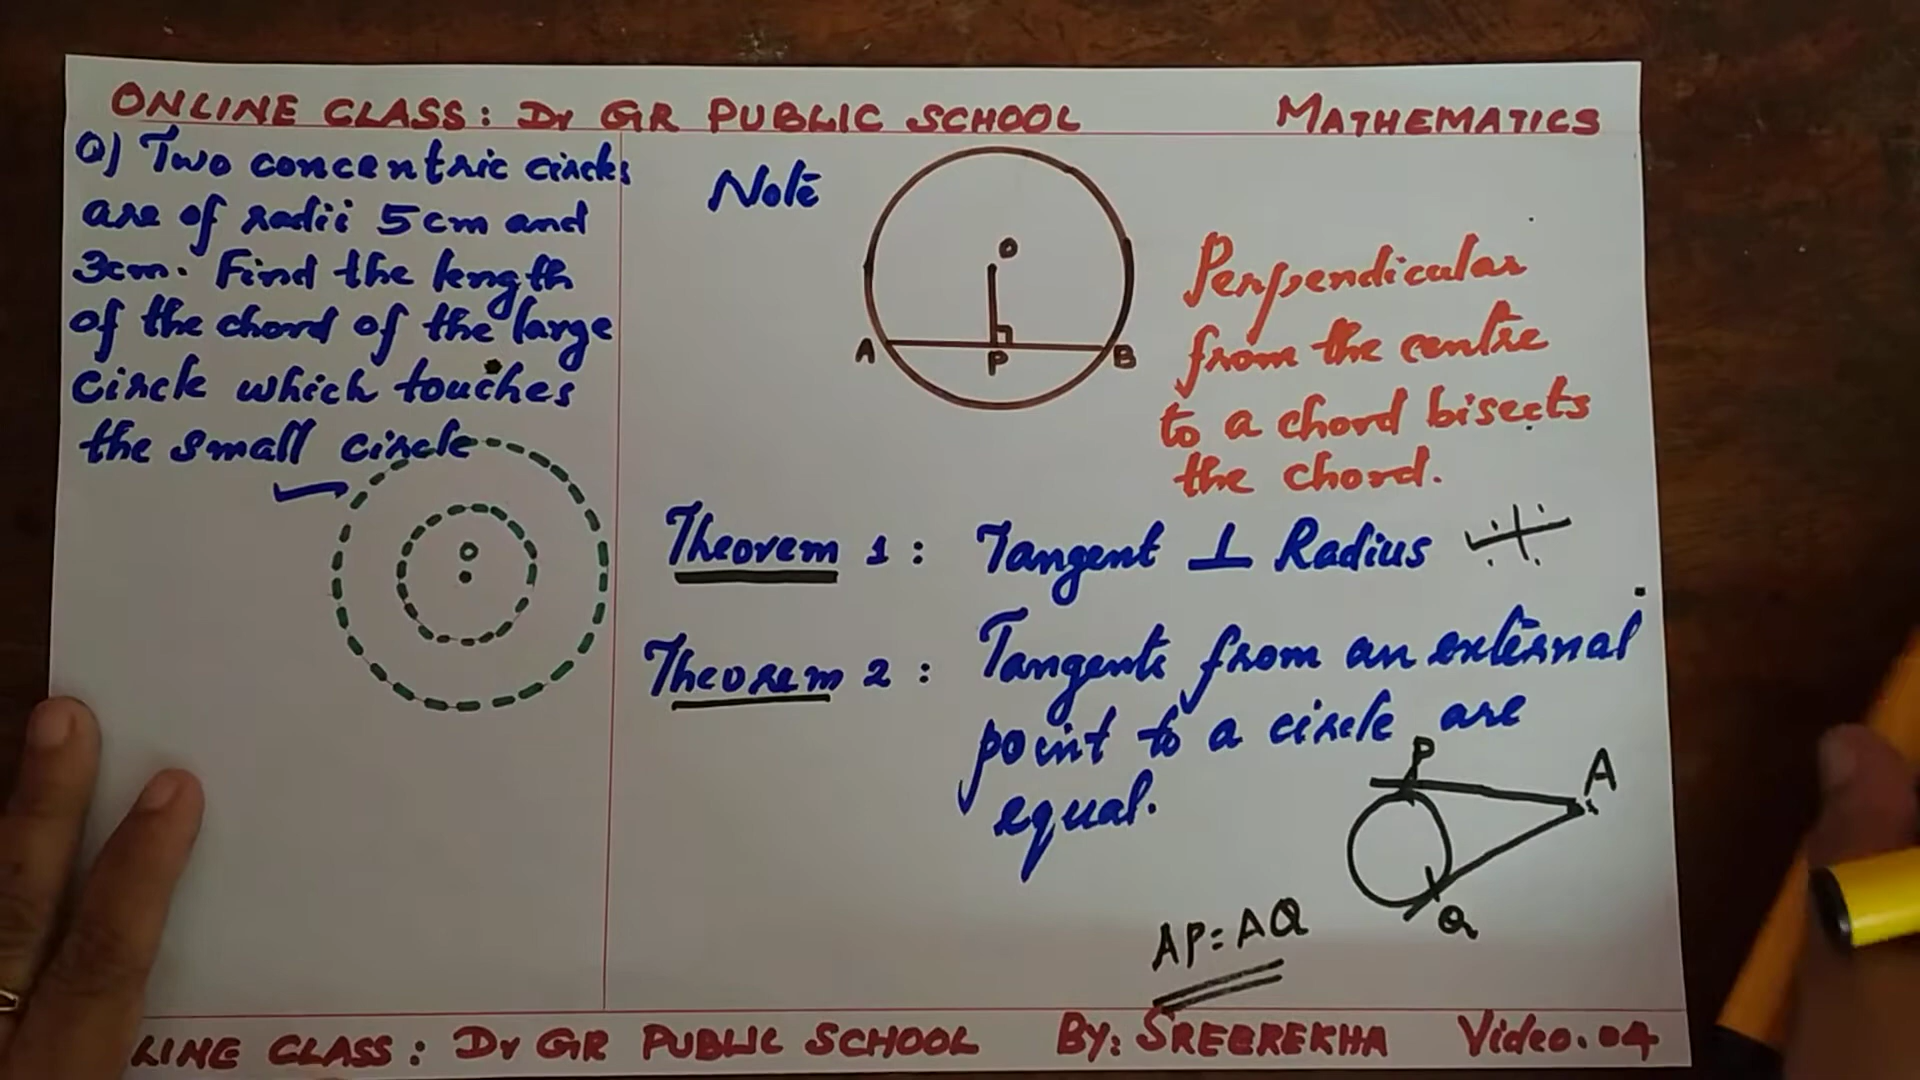 ONLINE CLASS: Dr GR PUBLIC SCHOOL MATHEMATICS
Q) Two concentric circles
are of radii 5cm and
3cm. Find the length
of the chord of the large
circle which touches
the small circle
O
Note
O
A P B
Perpendicular
from the centre
to a chord bisects
the chord.
Theorem 1: Tangent ⊥ Radius
Theorem 2: Tangents from an external
point to a circle are
equal.
P
A
Q
AP=AQ
LINE CLASS: Dr GR PUBLIC SCHOOL By: SREEREKHA Video.04